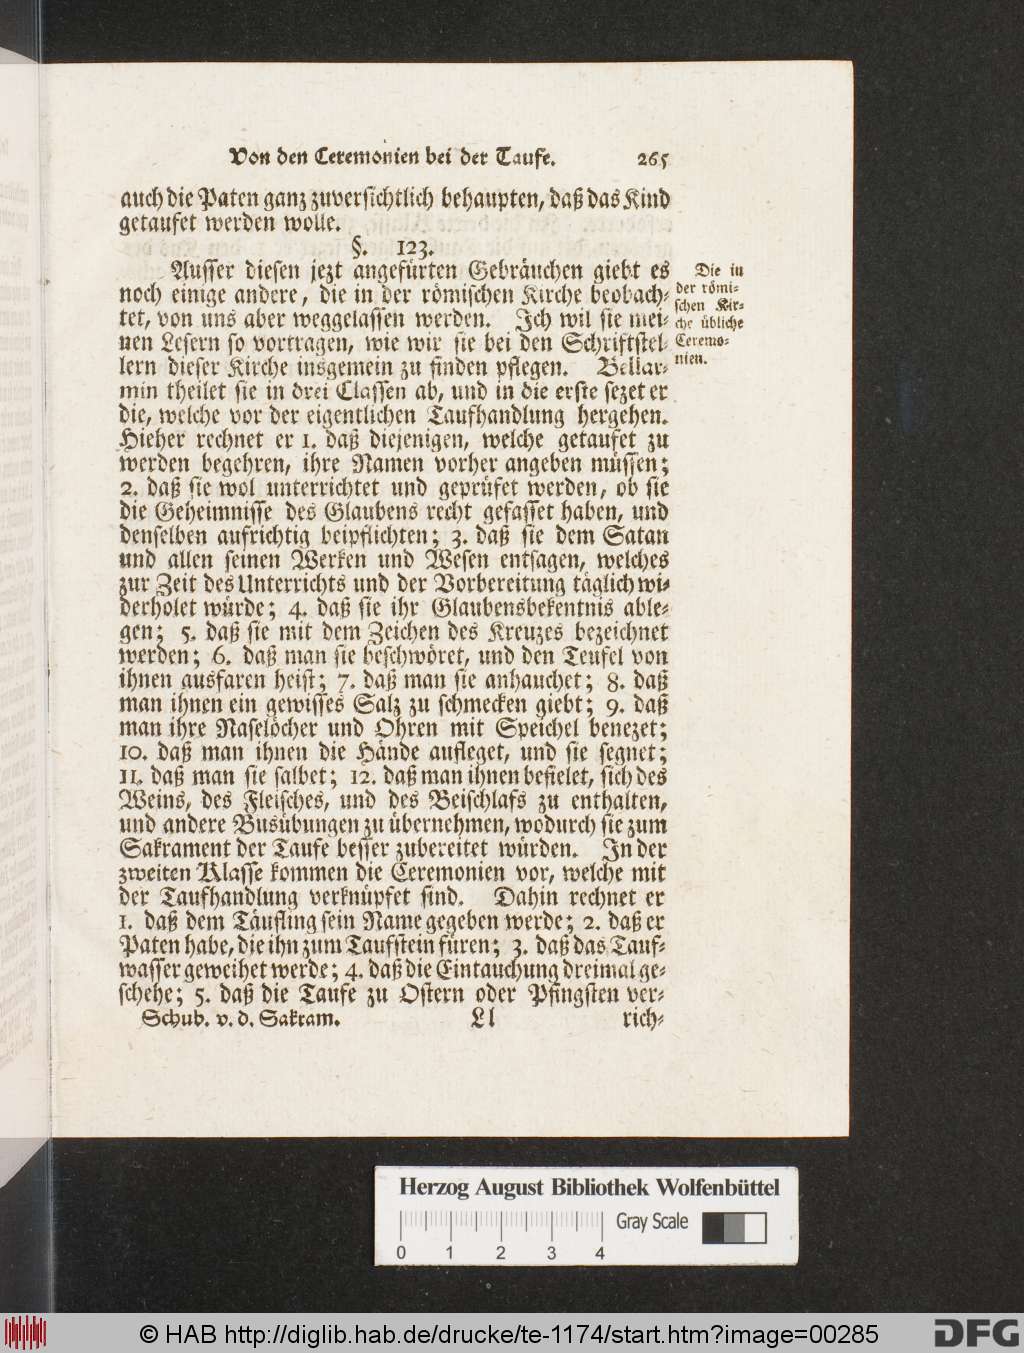 Von den Ceremonien bei der Taufe. 265
auch die Paten ganz zuversichtlich behaupten, daß das Kind
getaufet werden wolle.
§. 123.
Ausser diesen jezt angefürten Gebräuchen giebt es
noch einige andere, die in der römischen Kirche beobach-
tet, von uns aber weggelassen werden. Ich wil sie mei-
nen Lesern so vortragen, wie wir sie bei den Schriftstel-
lern dieser Kirche insgemein zu finden pflegen. Bellar-
min theilet sie in drei Classen ab, und in die erste sezet er
die, welche vor der eigentlichen Taufhandlung hergehen.
Hieher rechnet er 1. daß diejenigen, welche getaufet zu
werden begehren, ihre Namen vorher angeben müssen;
2. daß sie wol unterrichtet und geprüfet werden, ob sie
die Geheimnisse des Glaubens recht gefasset haben, und
denselben aufrichtig beipflichten; 3. daß sie dem Satan
und allen seinen Werken und Wesen entsagen, welches
zur Zeit des Unterrichts und der Vorbereitung täglich wi-
derholet würde; 4. daß sie ihr Glaubensbekentnis able-
gen; 5. daß sie mit dem Zeichen des Kreuzes bezeichnet
werden; 6. daß man sie beschwöret, und den Teufel von
ihnen ausfaren heist; 7. daß man sie anhauchet; 8. daß
man ihnen ein gewisses Salz zu schmecken giebt; 9. daß
man ihre Naselöcher und Ohren mit Speichel benezet;
10. daß man ihnen die Hände aufleget, und sie segnet;
11. daß man sie salbet; 12. daß man ihnen befielet, sich des
Weins, des Fleisches, und des Beischlafs zu enthalten,
und andere Busübungen zu übernehmen, wodurch sie zum
Sakrament der Taufe besser zubereitet würden. In der
zweiten Klasse kommen die Ceremonien vor, welche mit
der Taufhandlung verknüpfet sind. Dahin rechnet er
1. daß dem Täufling sein Name gegeben werde; 2. daß er
Paten habe, die ihn zum Taufstein füren; 3. daß das Tauf-
wasser geweihet werde; 4. daß die Eintauchung dreimal ge-
schehe; 5. daß die Taufe zu Ostern oder Pfingsten ver-
Schub. v. d. Sakram. Ll rich-
Die in
der römi-
schen Kir-
che übliche
Ceremo-
nien.
Herzog August Bibliothek Wolfenbüttel
Gray Scale
0 1 2 3 4
© HAB http://diglib.hab.de/drucke/te-1174/start.htm?image=00285
DFG